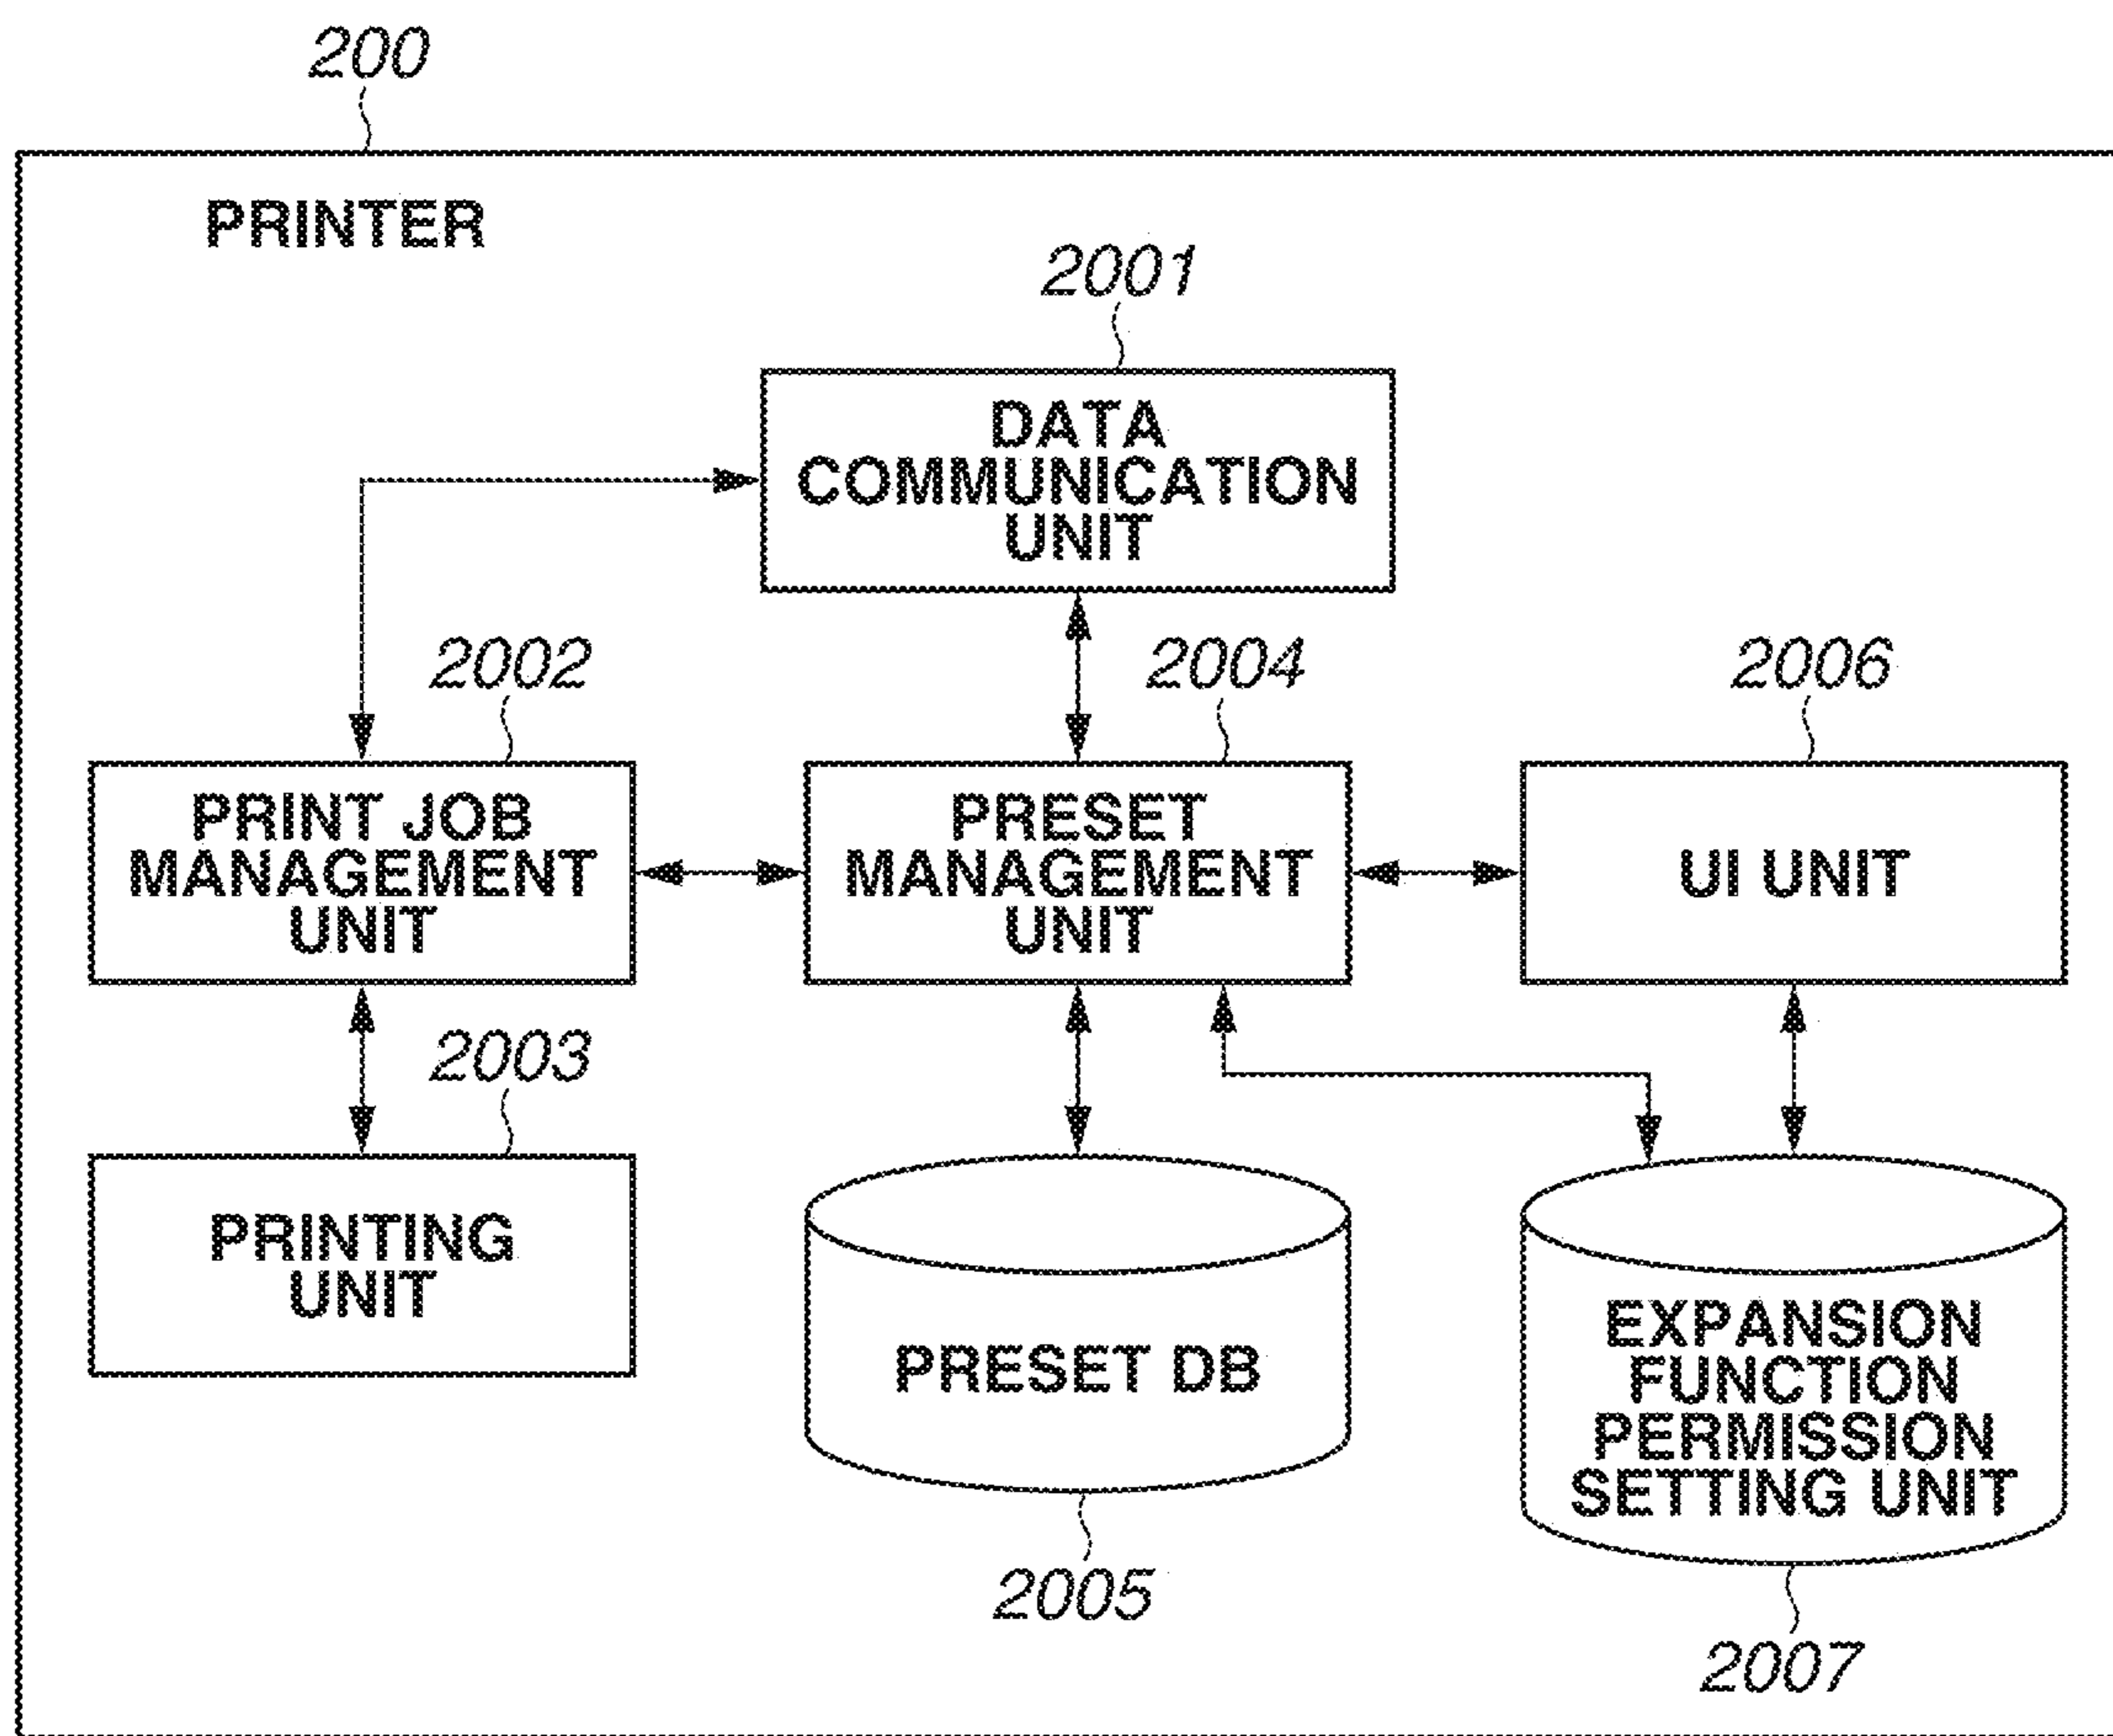 200
PRINTER
2001
DATA
COMMUNICATION
UNIT
2002
2004
2006
PRINT JOB
MANAGEMENT
UNIT
PRESET
MANAGEMENT
UNIT
UI UNIT
2003
PRINTING
UNIT
PRESET DB
EXPANSION
FUNCTION
PERMISSION
SETTING UNIT
2005
2007